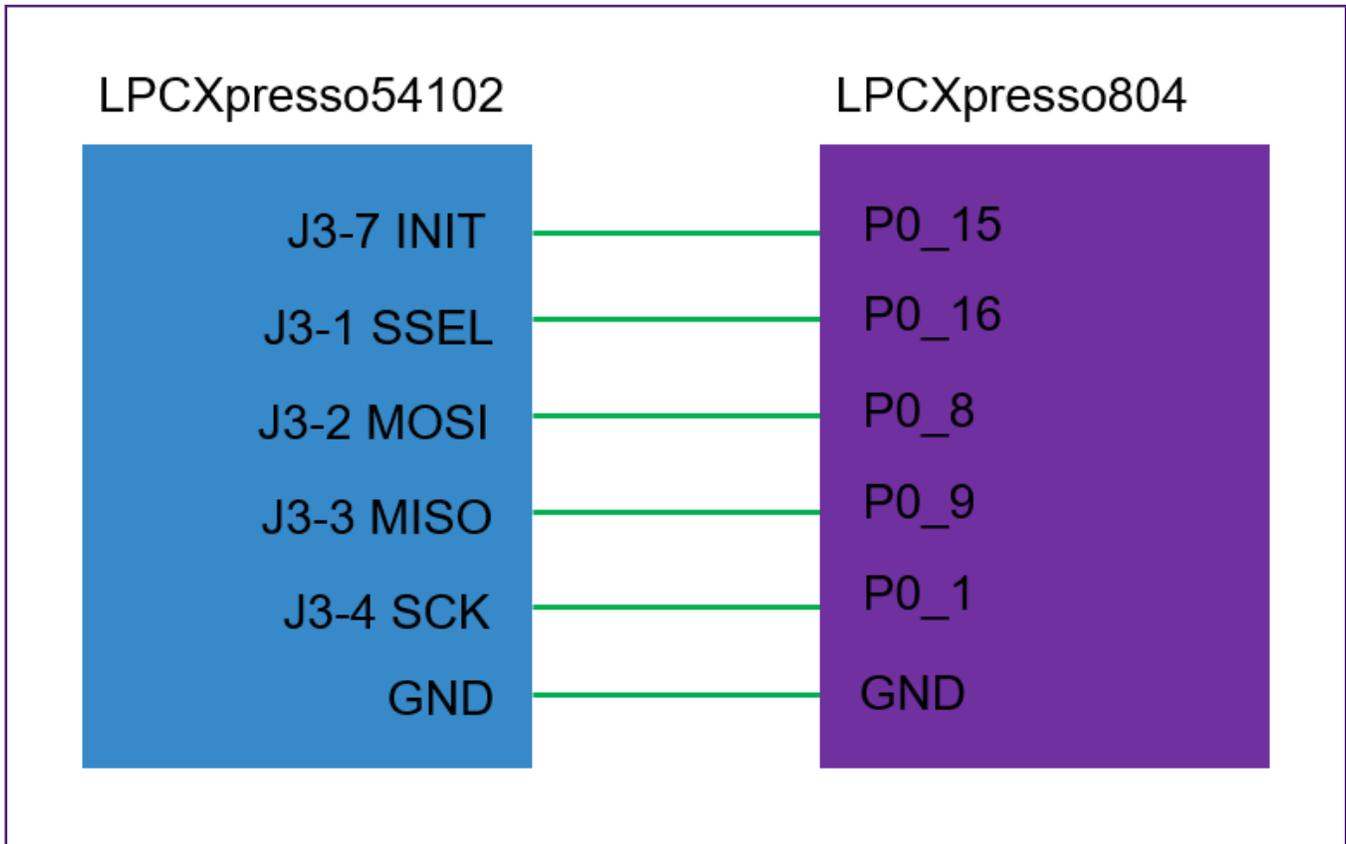 LPCXpresso54102
LPCXpresso804
J3-7 INIT
P0_15
J3-1 SSEL
P0_16
J3-2 MOSI
P0_8
J3-3 MISO
P0_9
J3-4 SCK
P0_1
GND
GND